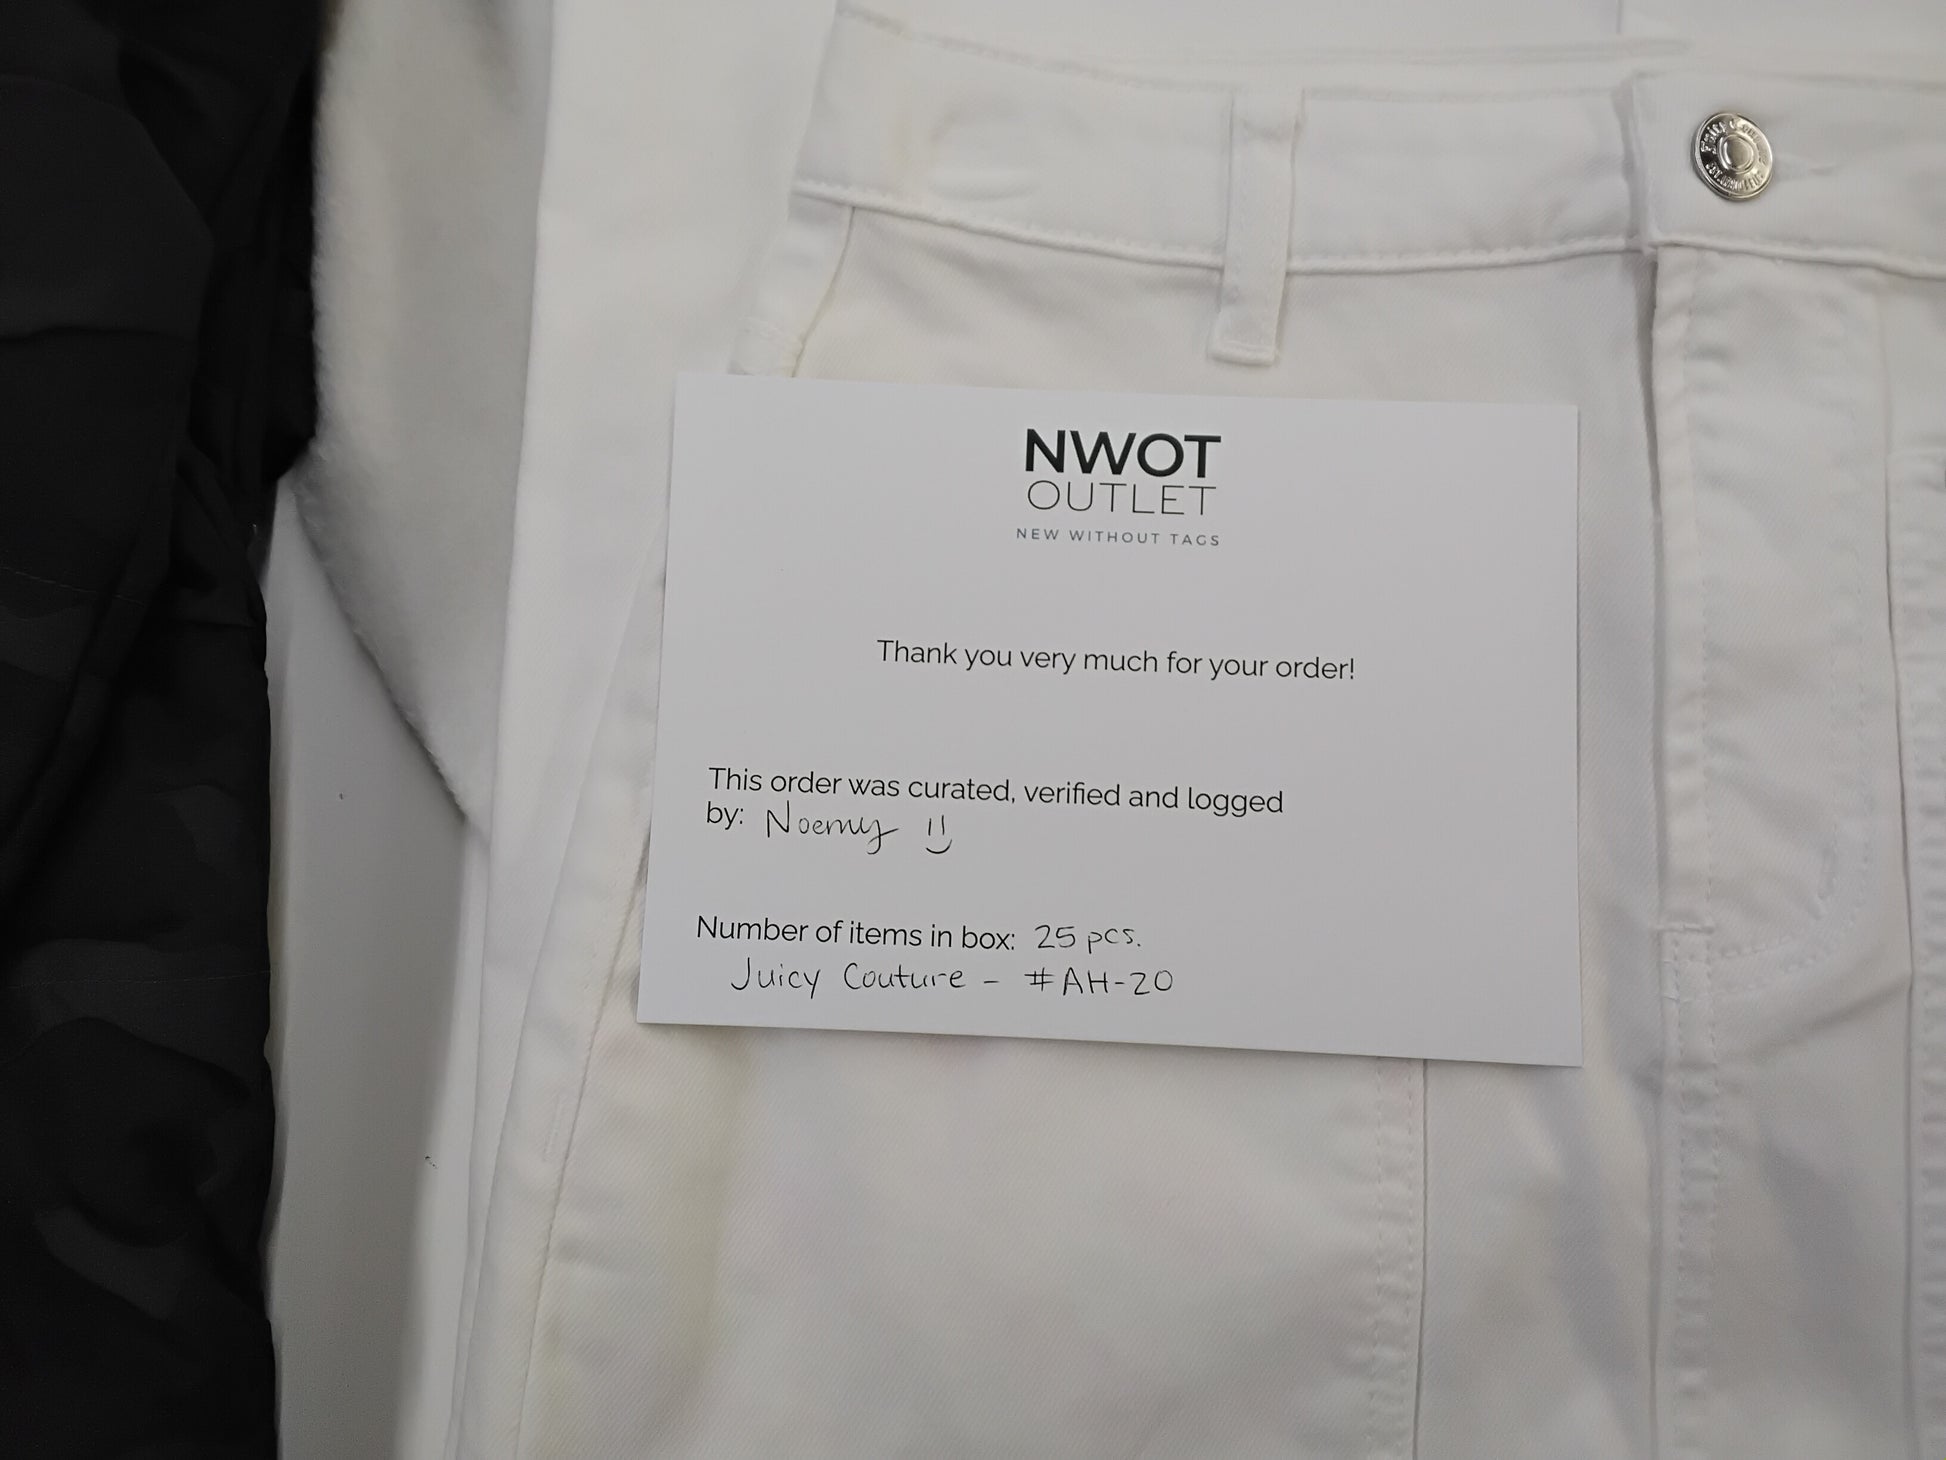 NWOT
OUTLET
NEW WITHOUT TAGS
Thank you very much for your order!
This order was curated, verified and logged
by: Noemy
Number of items in box: 25 pcs.
Juicy Couture - #AH-20